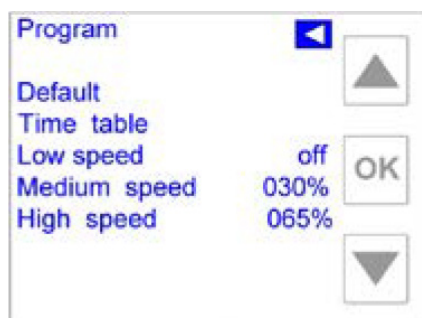 Program
Default
Time table
Low speed off
Medium speed 030%
High speed 065%
OK